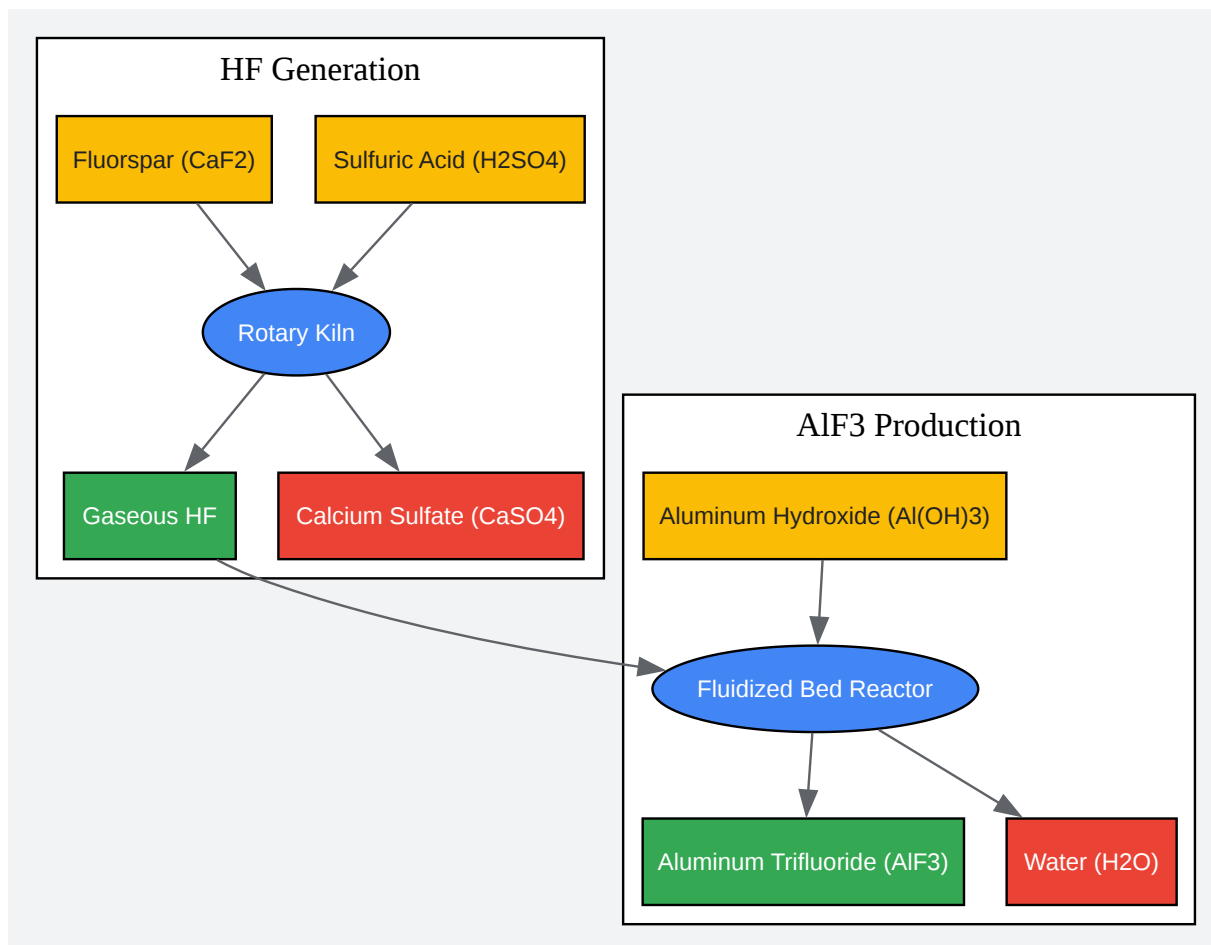 HF Generation
Fluorspar (CaF2)
Sulfuric Acid (H2SO4)
Rotary Kiln
Gaseous HF
Calcium Sulfate (CaSO4)
AlF3 Production
Aluminum Hydroxide (Al(OH)3)
Fluidized Bed Reactor
Aluminum Trifluoride (AlF3)
Water (H2O)